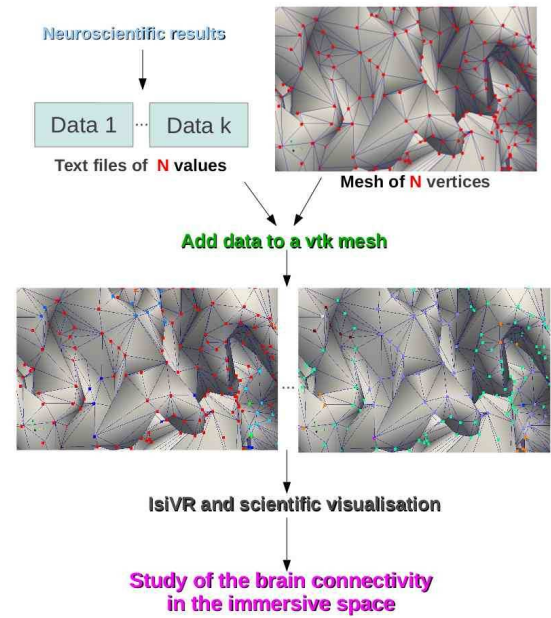 Neuroscientific results
Data 1 ... Data k
Text files of N values
Mesh of N vertices
Add data to a vtk mesh
...
IsiVR and scientific visualisation
Study of the brain connectivity
in the immersive space